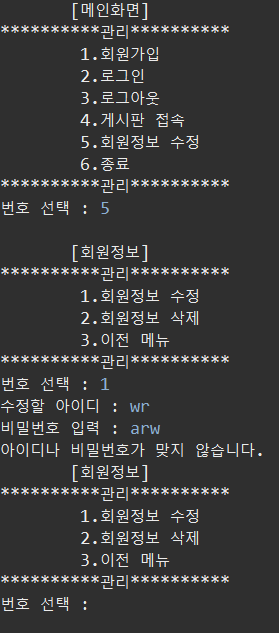 [메인화면]
**********관리**********
1.회원가입
2.로그인
3.로그아웃
4.게시판 접속
5.회원정보 수정
6.종료
**********관리**********
번호 선택 : 5
[회원정보]
**********관리**********
1.회원정보 수정
2.회원정보 삭제
3.이전 메뉴
**********관리**********
번호 선택 : 1
수정할 아이디 : wr
비밀번호 입력 : arw
아이디나 비밀번호가 맞지 않습니다.
[회원정보]
**********관리**********
1.회원정보 수정
2.회원정보 삭제
3.이전 메뉴
**********관리**********
번호 선택 :